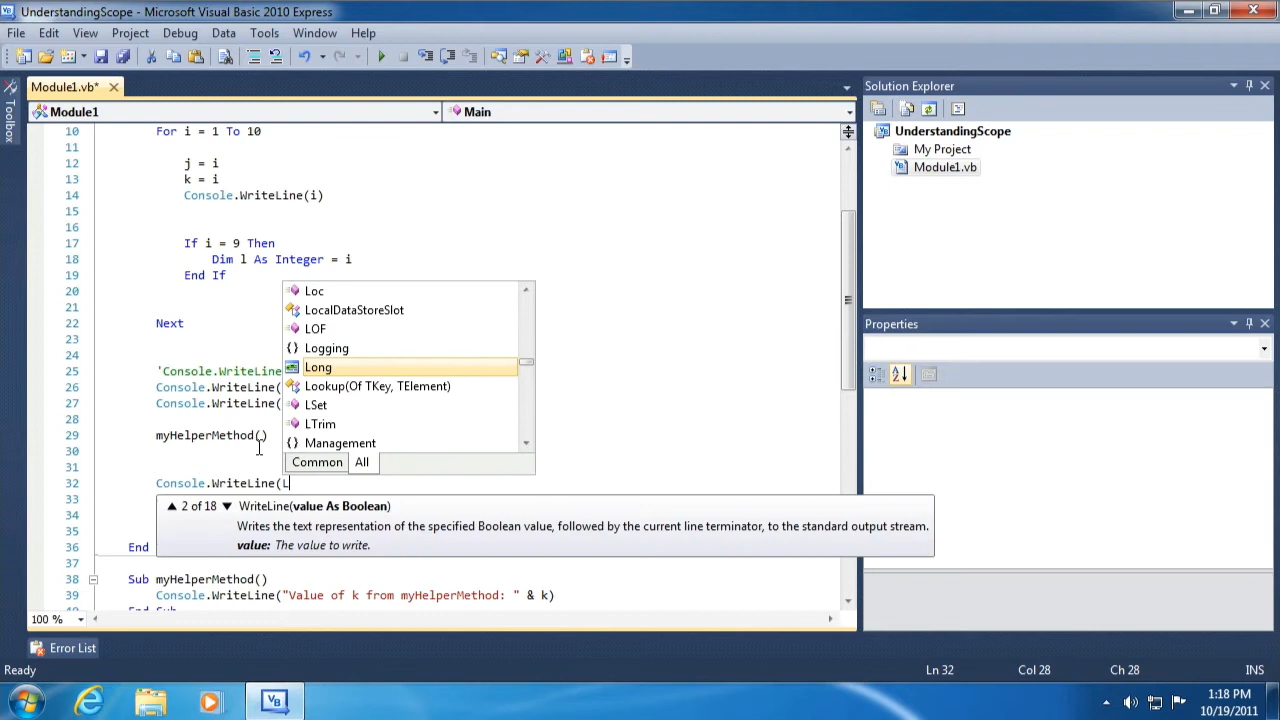 UnderstandingScope - Microsoft Visual Basic 2010 Express
File Edit View Project Debug Data Tools Window Help
Module1.vb*
Module1 Main
Toolbox
10 For i = 1 To 10
11
12 j = i
13 k = i
14 Console.WriteLine(i)
15
16
17 If i = 9 Then
18 Dim l As Integer = i
19 End If
20
21
22 Next
23
24
25 'Console.WriteLine
26 Console.WriteLine(
27 Console.WriteLine(
28
29 myHelperMethod()
30
31
32 Console.WriteLine(L
33
34
35
36 End
37
38 Sub myHelperMethod()
39 Console.WriteLine("Value of k from myHelperMethod: " & k)
40 End Sub
Loc
LocalDataStoreSlot
LOF
Logging
Long
Lookup(Of TKey, TElement)
LSet
LTrim
Management
Common All
2 of 18 WriteLine(value As Boolean)
Writes the text representation of the specified Boolean value, followed by the current line terminator, to the standard output stream.
value: The value to write.
100 %
Solution Explorer
UnderstandingScope
My Project
Module1.vb
Properties
Error List
Ready Ln 32 Col 28 Ch 28 INS
1:18 PM
10/19/2011